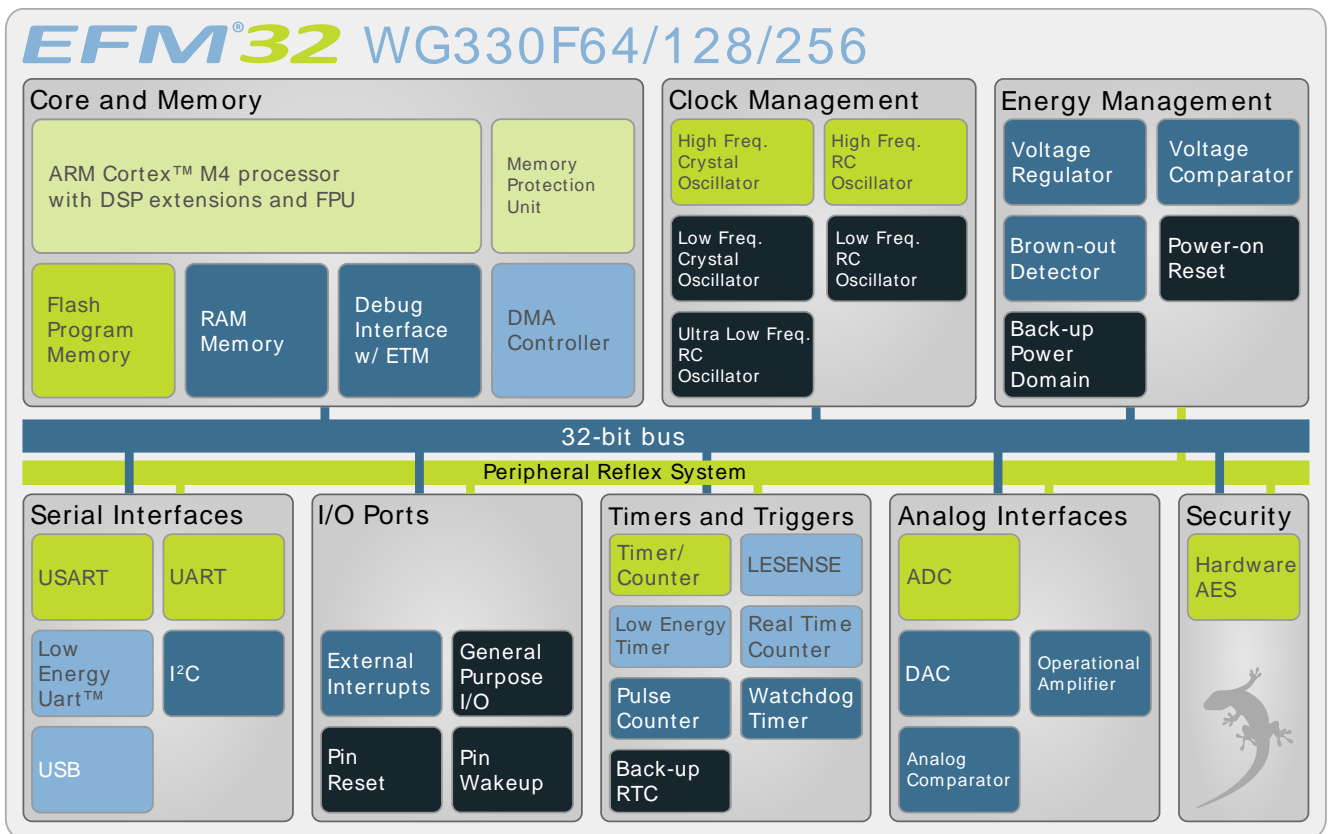 EFM®32 WG330F64/128/256
Core and Memory
ARM Cortex™ M4 processor
with DSP extensions and FPU
Memory
Protection
Unit
Flash
Program
Memory
RAM
Memory
Debug
Interface
w/ ETM
DMA
Controller
Clock Management
High Freq.
Crystal
Oscillator
High Freq.
RC
Oscillator
Low Freq.
Crystal
Oscillator
Low Freq.
RC
Oscillator
Ultra Low Freq.
RC
Oscillator
Energy Management
Voltage
Regulator
Voltage
Comparator
Brown-out
Detector
Power-on
Reset
Back-up
Power
Domain
32-bit bus
Peripheral Reflex System
Serial Interfaces
USART
UART
Low
Energy
Uart™
I²C
USB
I/O Ports
External
Interrupts
General
Purpose
I/O
Pin
Reset
Pin
Wakeup
Timers and Triggers
Timer/
Counter
LESENSE
Low Energy
Timer
Real Time
Counter
Pulse
Counter
Watchdog
Timer
Back-up
RTC
Analog Interfaces
ADC
DAC
Operational
Amplifier
Analog
Comparator
Security
Hardware
AES